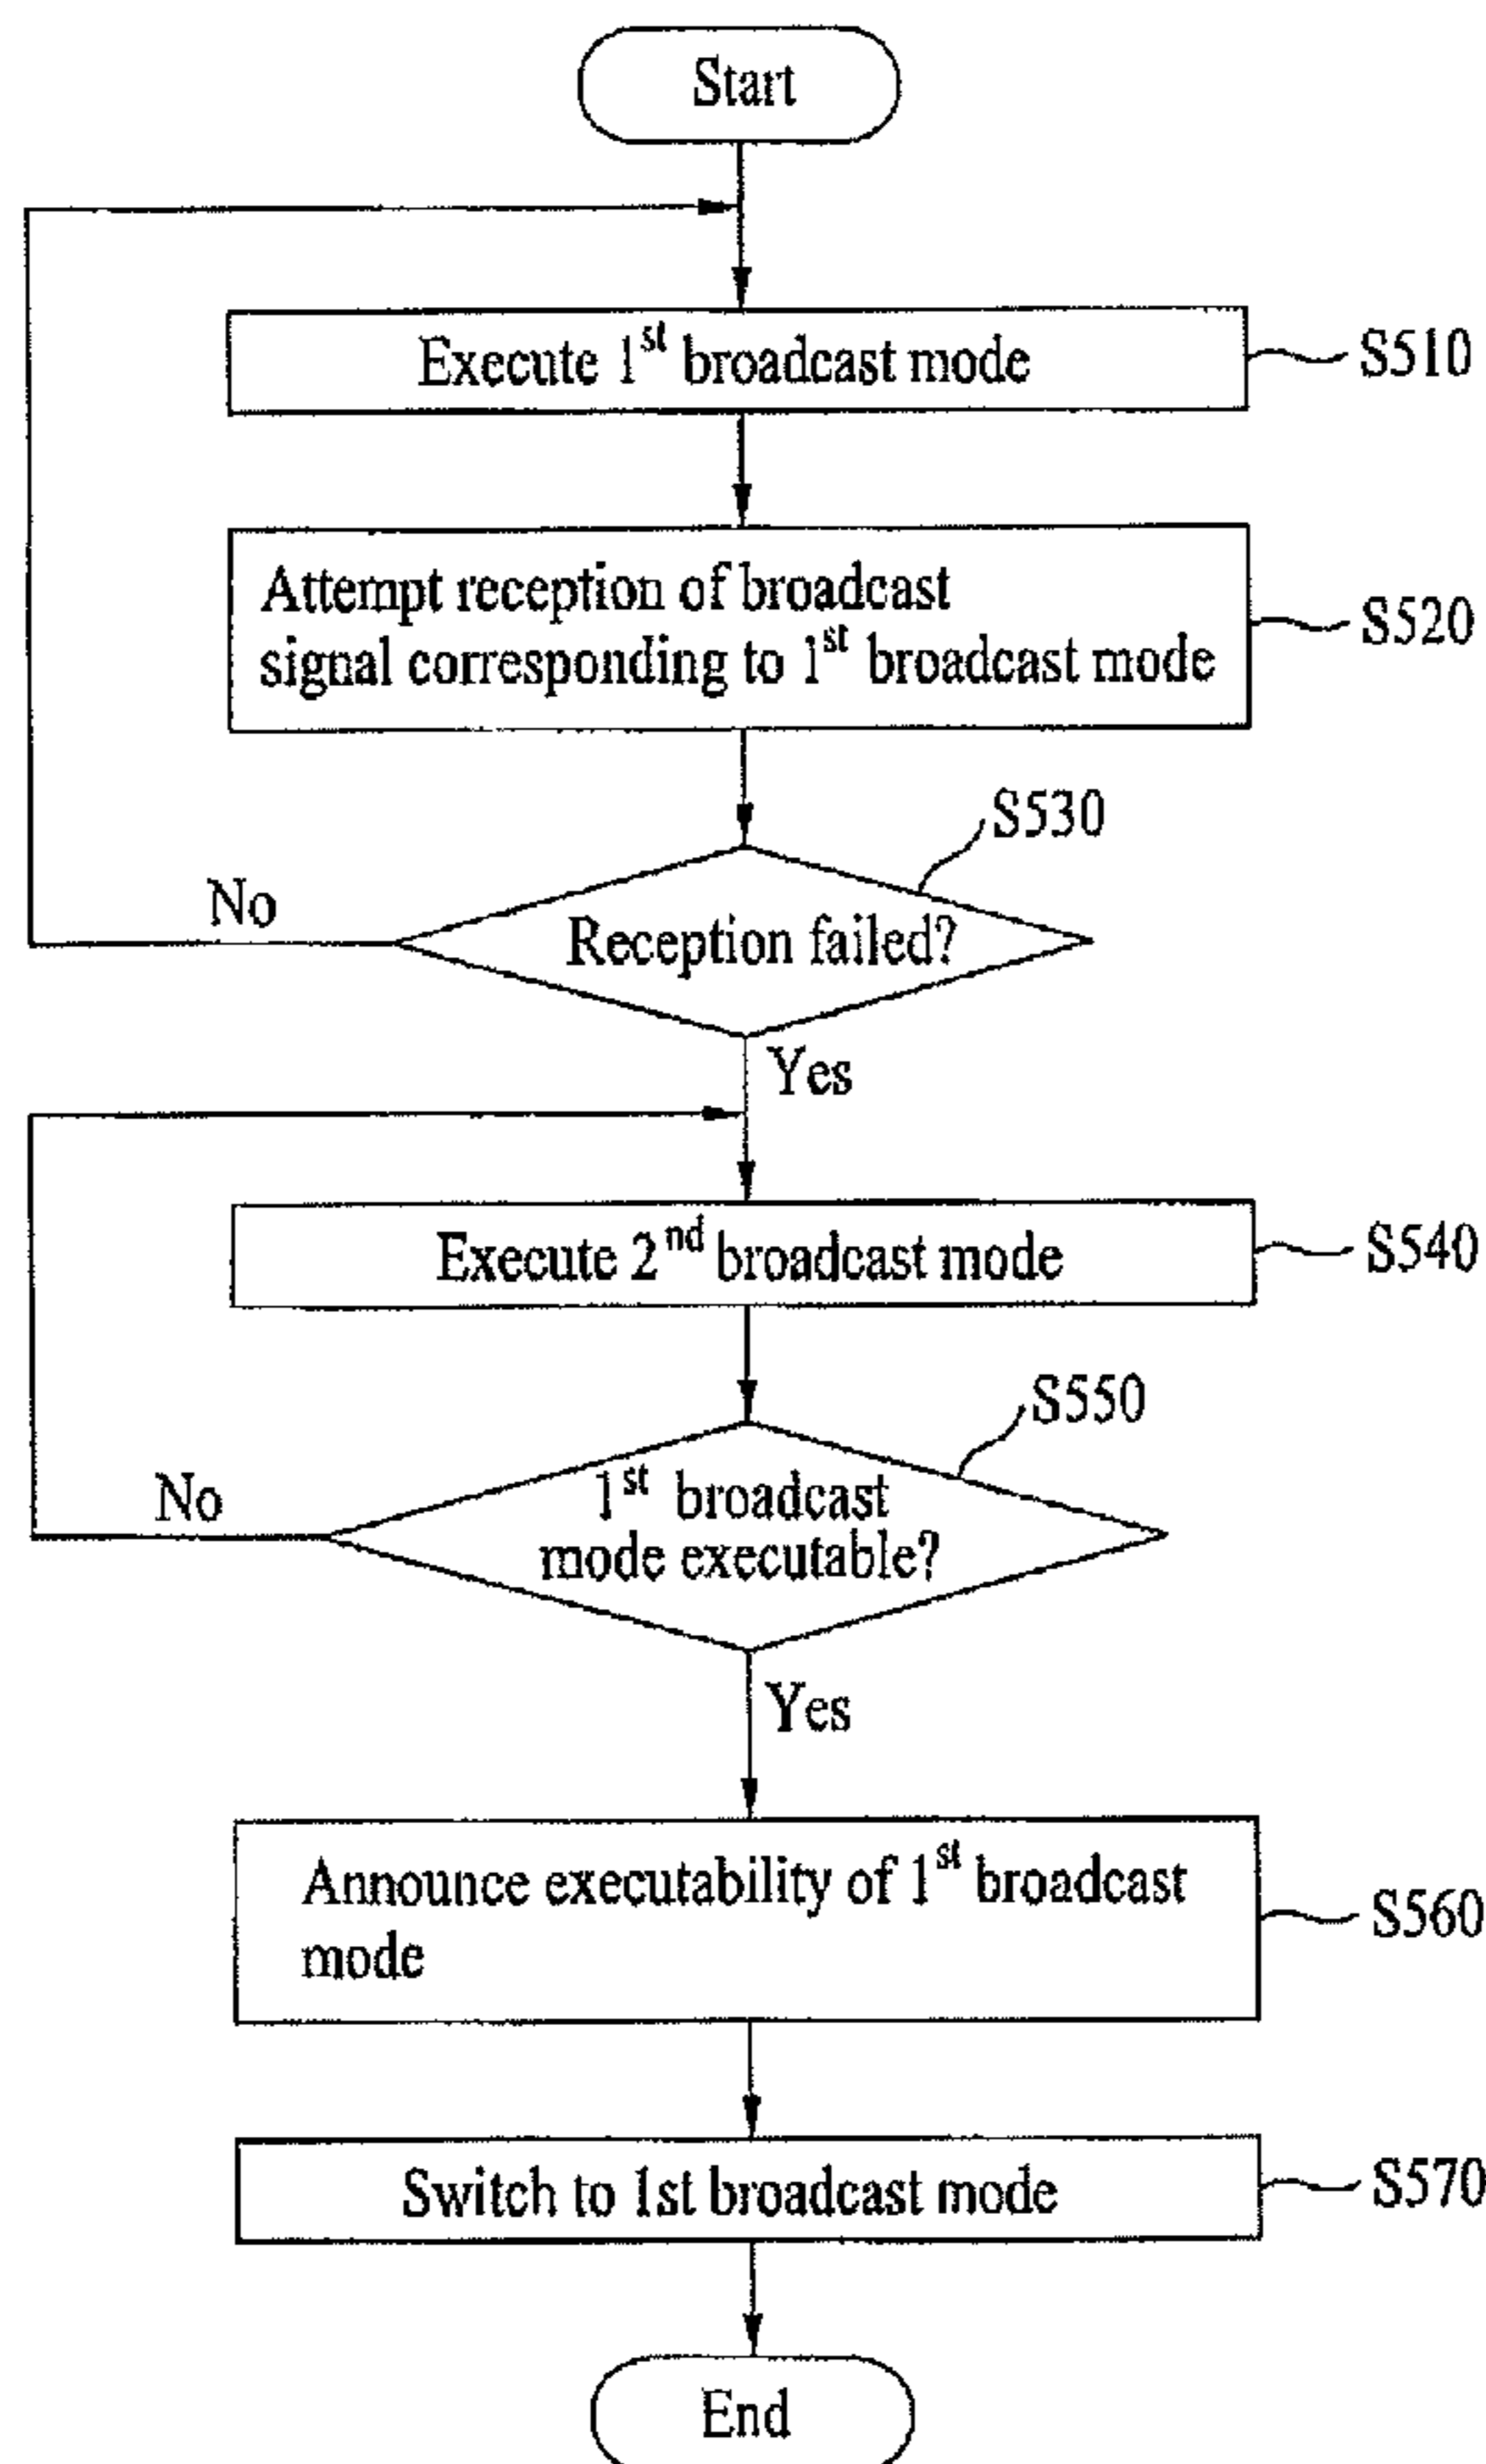 Start
Execute 1st broadcast mode
S510
Attempt reception of broadcast
signal corresponding to 1st broadcast mode
S520
S530
Reception failed?
No
Yes
Execute 2nd broadcast mode
S540
S550
1st broadcast
mode executable?
No
Yes
Announce executability of 1st broadcast
mode
S560
Switch to 1st broadcast mode
S570
End